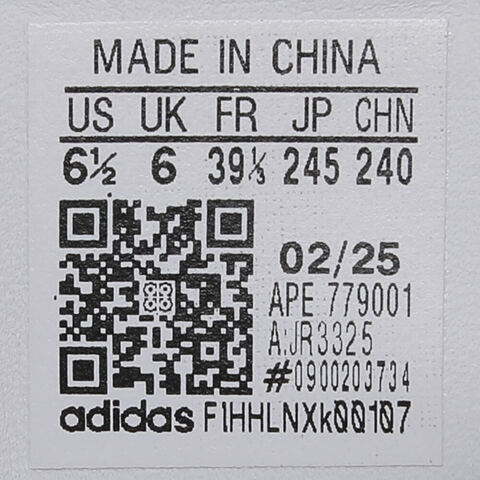 MADE IN CHINA
US UK FR JP CHN
6½ 6 39⅓ 245 240
02/25
APE 779001
A.JR3325
#0900203734
adidas F1HHLNXk00107